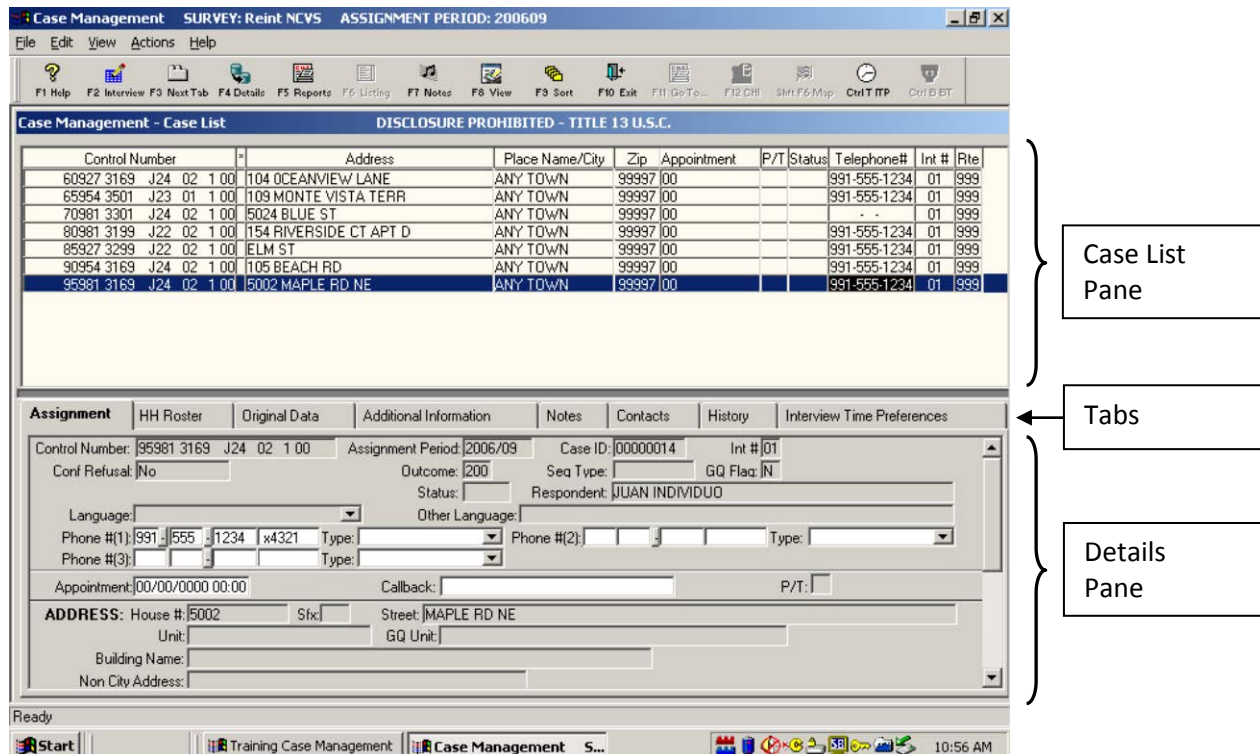 Case Management SURVEY: Reint NCVS ASSIGNMENT PERIOD: 200609
File Edit View Actions Help
F1 Help F2 Interview F3 Next Tab F4 Details F5 Reports F6 Listing F7 Notes F8 View F9 Sort F10 Exit F11 Go To... F12 CHI Shft F6 Map Ctrl T ITP Ctrl B BT
Case Management - Case List DISCLOSURE PROHIBITED - TITLE 13 U.S.C.
Control Number * Address Place Name/City Zip Appointment P/T Status Telephone# Int # Rte
60927 3169 J24 02 1 00 104 OCEANVIEW LANE ANY TOWN 99997 00 991-555-1234 01 999
65954 3501 J23 01 1 00 109 MONTE VISTA TERR ANY TOWN 99997 00 991-555-1234 01 999
70981 3301 J24 02 1 00 5024 BLUE ST ANY TOWN 99997 00 - - 01 999
80981 3199 J22 02 1 00 154 RIVERSIDE CT APT D ANY TOWN 99997 00 991-555-1234 01 999
85927 3299 J22 02 1 00 ELM ST ANY TOWN 99997 00 991-555-1234 01 999
90954 3169 J24 02 1 00 105 BEACH RD ANY TOWN 99997 00 991-555-1234 01 999
95981 3169 J24 02 1 00 5002 MAPLE RD NE ANY TOWN 99997 00 991-555-1234 01 999
Case List
Pane
Assignment HH Roster Original Data Additional Information Notes Contacts History Interview Time Preferences
Tabs
Control Number: 95981 3169 J24 02 1 00 Assignment Period: 2006/09 Case ID: 00000014 Int # 01
Conf Refusal: No Outcome: 200 Seq Type: GQ Flag: N
Status: Respondent: JUAN INDIVIDUO
Language: Other Language:
Phone #(1): 991 - 555 - 1234 x4321 Type: Phone #(2): - Type:
Phone #(3): - Type:
Appointment: 00/00/0000 00:00 Callback: P/T:
ADDRESS: House #: 5002 Sfx: Street: MAPLE RD NE
Unit: GQ Unit:
Building Name:
Non City Address:
Details
Pane
Ready
Start Training Case Management Case Management S... SB 10:56 AM